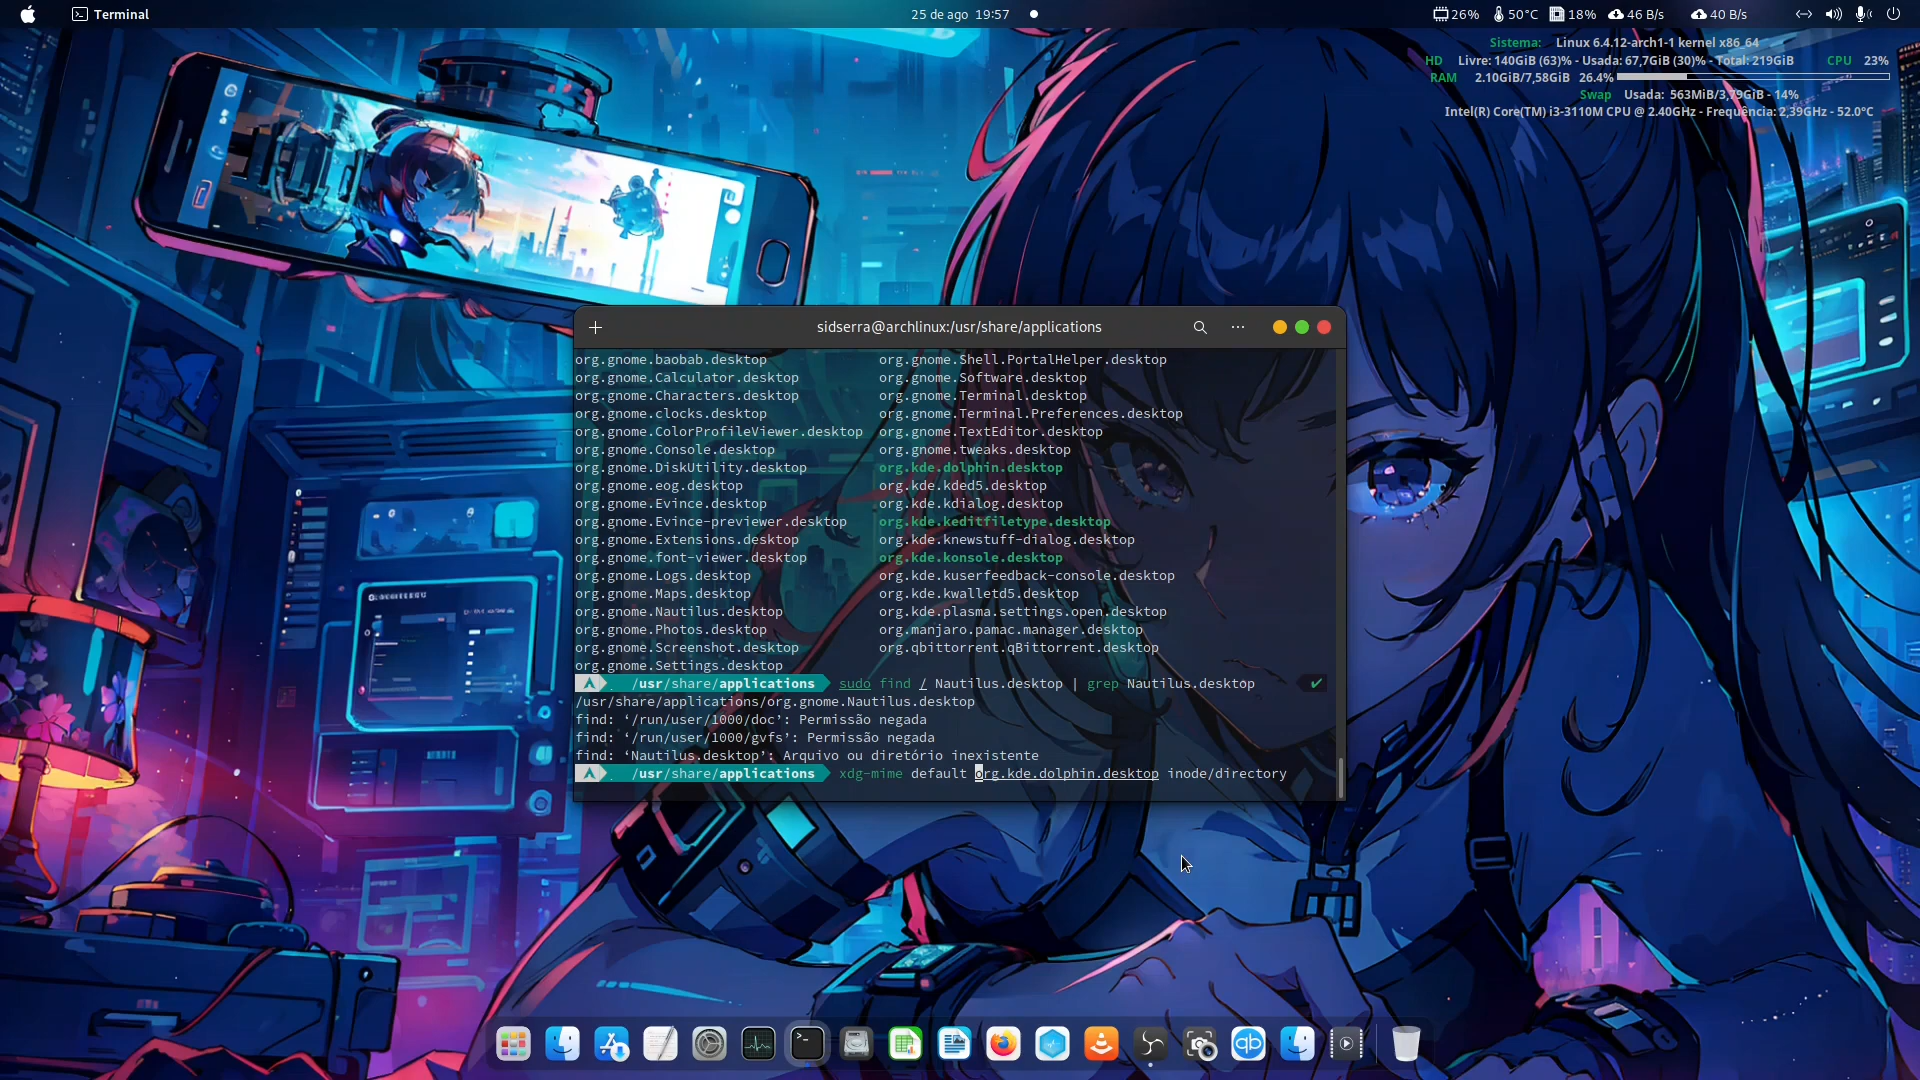 Terminal
25 de ago 19:57
26% 50°C 18% 46 B/s 40 B/s
Sistema: Linux 6.4.12-arch1-1 kernel x86_64
HD Livre: 140GiB (63)% - Usada: 67,7GiB (30)% - Total: 219GiB CPU 23%
RAM 2.10GiB/7,58GiB 26.4%
Swap Usada: 563MiB/3,79GiB - 14%
Intel(R) Core(TM) i3-3110M CPU @ 2.40GHz - Frequência: 2,39GHz - 52.0°C
sidserra@archlinux:/usr/share/applications
org.gnome.baobab.desktop org.gnome.Shell.PortalHelper.desktop
org.gnome.Calculator.desktop org.gnome.Software.desktop
org.gnome.Characters.desktop org.gnome.Terminal.desktop
org.gnome.clocks.desktop org.gnome.Terminal.Preferences.desktop
org.gnome.ColorProfileViewer.desktop org.gnome.TextEditor.desktop
org.gnome.Console.desktop org.gnome.tweaks.desktop
org.gnome.DiskUtility.desktop org.kde.dolphin.desktop
org.gnome.eog.desktop org.kde.kded5.desktop
org.gnome.Evince.desktop org.kde.kdialog.desktop
org.gnome.Evince-previewer.desktop org.kde.keditfiletype.desktop
org.gnome.Extensions.desktop org.kde.knewstuff-dialog.desktop
org.gnome.font-viewer.desktop org.kde.konsole.desktop
org.gnome.Logs.desktop org.kde.kuserfeedback-console.desktop
org.gnome.Maps.desktop org.kde.kwalletd5.desktop
org.gnome.Nautilus.desktop org.kde.plasma.settings.open.desktop
org.gnome.Photos.desktop org.manjaro.pamac.manager.desktop
org.gnome.Screenshot.desktop org.qbittorrent.qBittorrent.desktop
org.gnome.Settings.desktop
/usr/share/applications sudo find / Nautilus.desktop | grep Nautilus.desktop ✔
/usr/share/applications/org.gnome.Nautilus.desktop
find: ‘/run/user/1000/doc’: Permissão negada
find: ‘/run/user/1000/gvfs’: Permissão negada
find: ‘Nautilus.desktop’: Arquivo ou diretório inexistente
/usr/share/applications xdg-mime default org.kde.dolphin.desktop inode/directory
qb